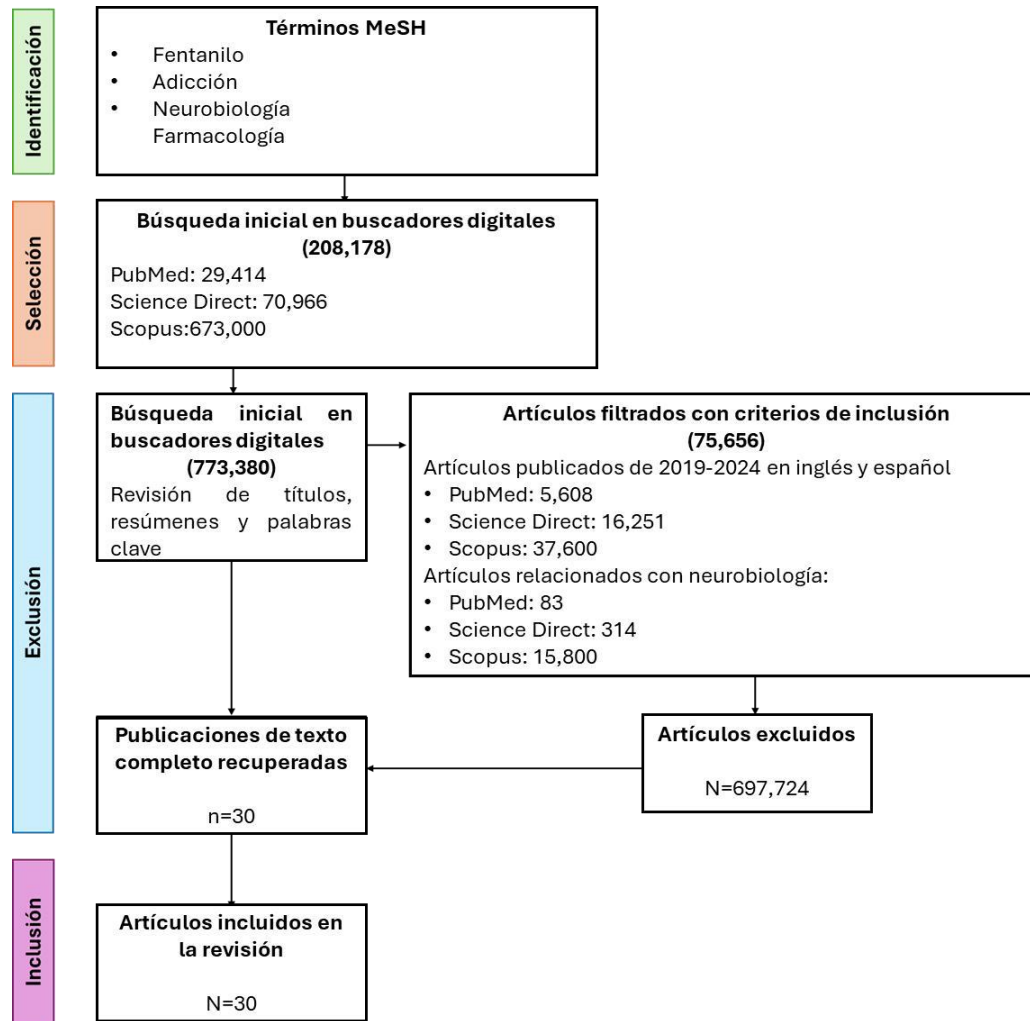 Identificación
Términos MeSH
• Fentanilo
• Adicción
• Neurobiología
Farmacología
Selección
Búsqueda inicial en buscadores digitales
(208,178)
PubMed: 29,414
Science Direct: 70,966
Scopus:673,000
Exclusión
Búsqueda inicial en
buscadores digitales
(773,380)
Revisión de títulos,
resúmenes y palabras
clave
Artículos filtrados con criterios de inclusión
(75,656)
Artículos publicados de 2019-2024 en inglés y español
• PubMed: 5,608
• Science Direct: 16,251
• Scopus: 37,600
Artículos relacionados con neurobiología:
• PubMed: 83
• Science Direct: 314
• Scopus: 15,800
Publicaciones de texto
completo recuperadas
n=30
Artículos excluidos
N=697,724
Inclusión
Artículos incluidos en
la revisión
N=30